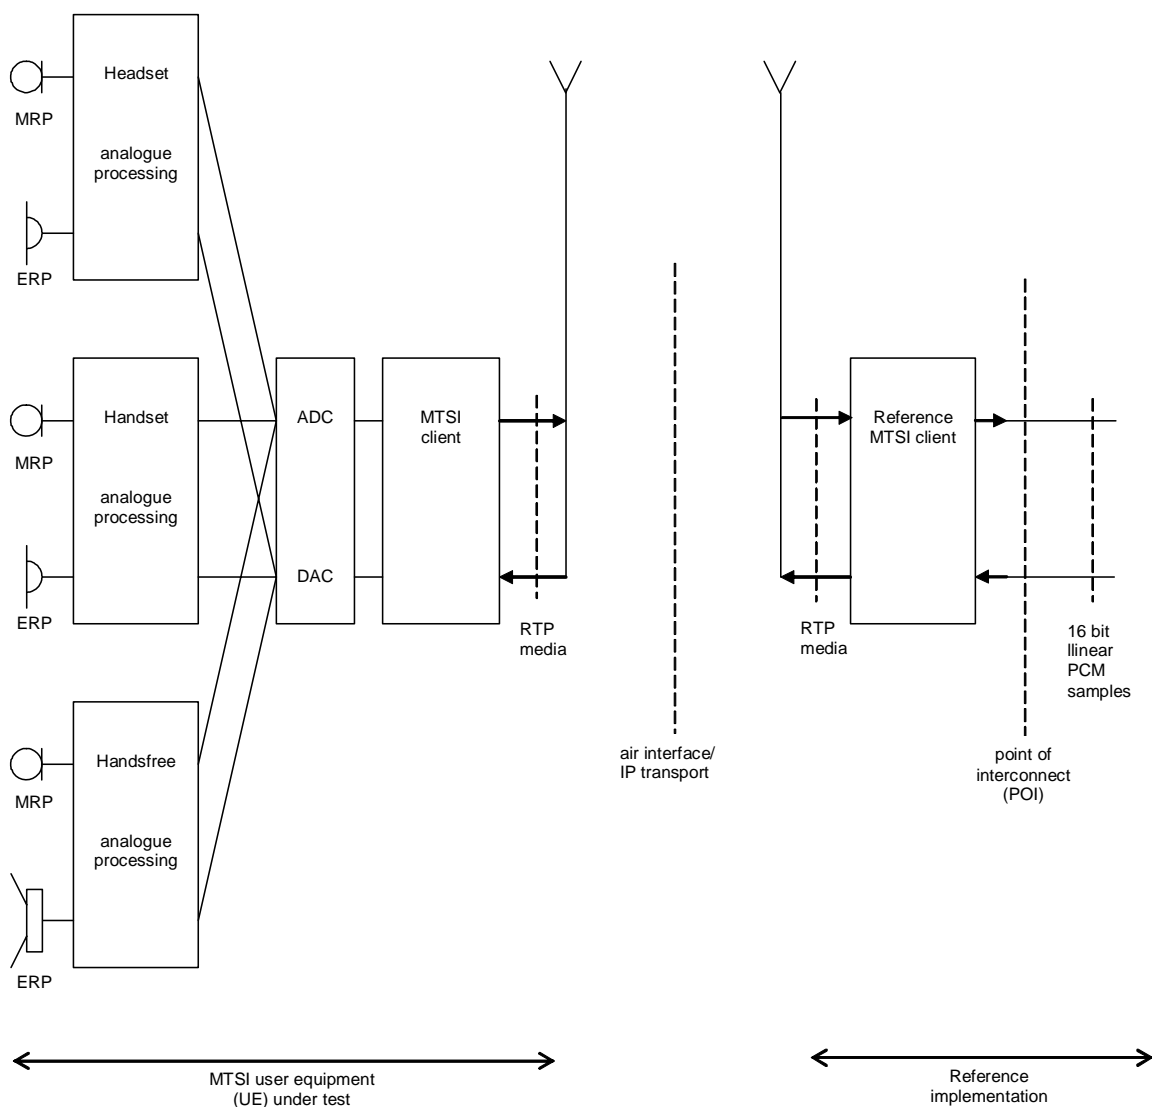 Headset
MRP
analogue
processing
ERP
Handset
MRP
analogue
processing
ERP
Handsfree
MRP
analogue
processing
ERP
ADC
DAC
MTSI
client
RTP
media
air interface/
IP transport
RTP
media
Reference
MTSI client
point of
interconnect
(POI)
16 bit
llinear
PCM
samples
MTSI user equipment
(UE) under test
Reference
implementation